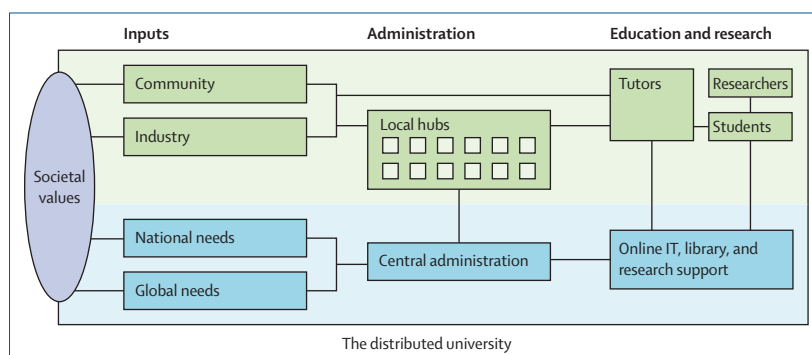 Inputs
Administration
Education and research
Societal
values
Community
Industry
Local hubs
Tutors
Researchers
Students
National needs
Global needs
Central administration
Online IT, library, and
research support
The distributed university